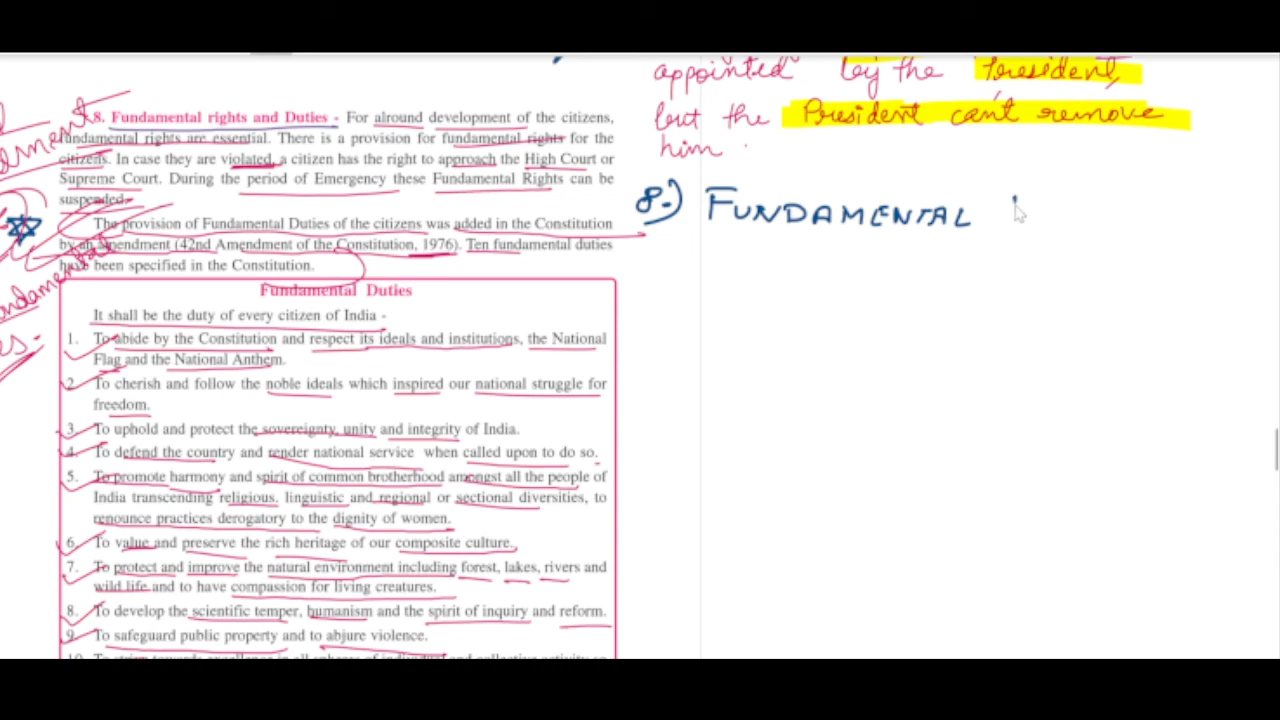 8. Fundamental rights and Duties - For alround development of the citizens,
fundamental rights are essential. There is a provision for fundamental rights for the
citizens. In case they are violated, a citizen has the right to approach the High Court or
Supreme Court. During the period of Emergency these Fundamental Rights can be
suspended.
The provision of Fundamental Duties of the citizens was added in the Constitution
by an amendment (42nd Amendment of the Constitution, 1976). Ten fundamental duties
have been specified in the Constitution.
Fundamental Duties
It shall be the duty of every citizen of India -
1. To abide by the Constitution and respect its ideals and institutions, the National
Flag and the National Anthem.
2. To cherish and follow the noble ideals which inspired our national struggle for
freedom.
3. To uphold and protect the sovereignty, unity and integrity of India.
4. To defend the country and render national service when called upon to do so.
5. To promote harmony and spirit of common brotherhood amongst all the people of
India transcending religious, linguistic and regional or sectional diversities, to
renounce practices derogatory to the dignity of women.
6. To value and preserve the rich heritage of our composite culture.
7. To protect and improve the natural environment including forest, lakes, rivers and
wild life and to have compassion for living creatures.
8. To develop the scientific temper, humanism and the spirit of inquiry and reform.
9. To safeguard public property and to abjure violence.
appointed by the President,
but the President can't remove
him.
8.) FUNDAMENTAL